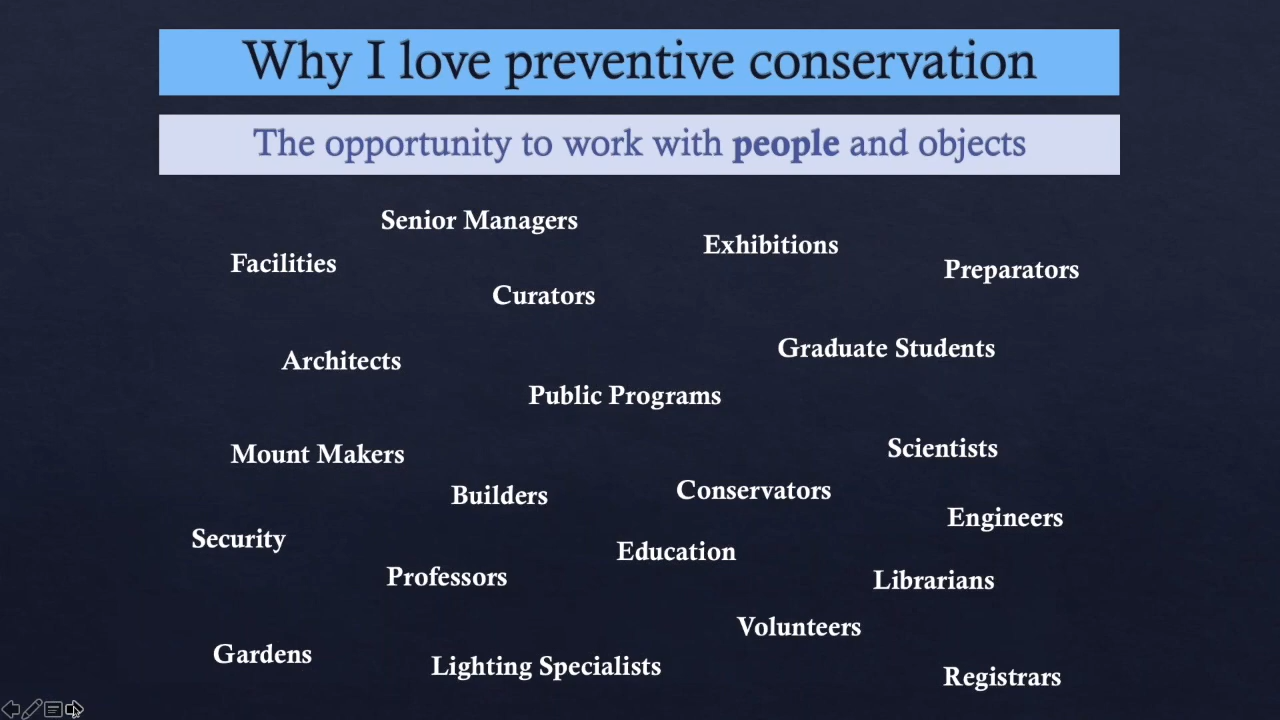 Why I love preventive conservation
The opportunity to work with people and objects
Senior Managers
Exhibitions
Facilities
Preparators
Curators
Graduate Students
Architects
Public Programs
Scientists
Mount Makers
Conservators
Builders
Engineers
Security
Education
Professors
Librarians
Volunteers
Gardens
Lighting Specialists
Registrars